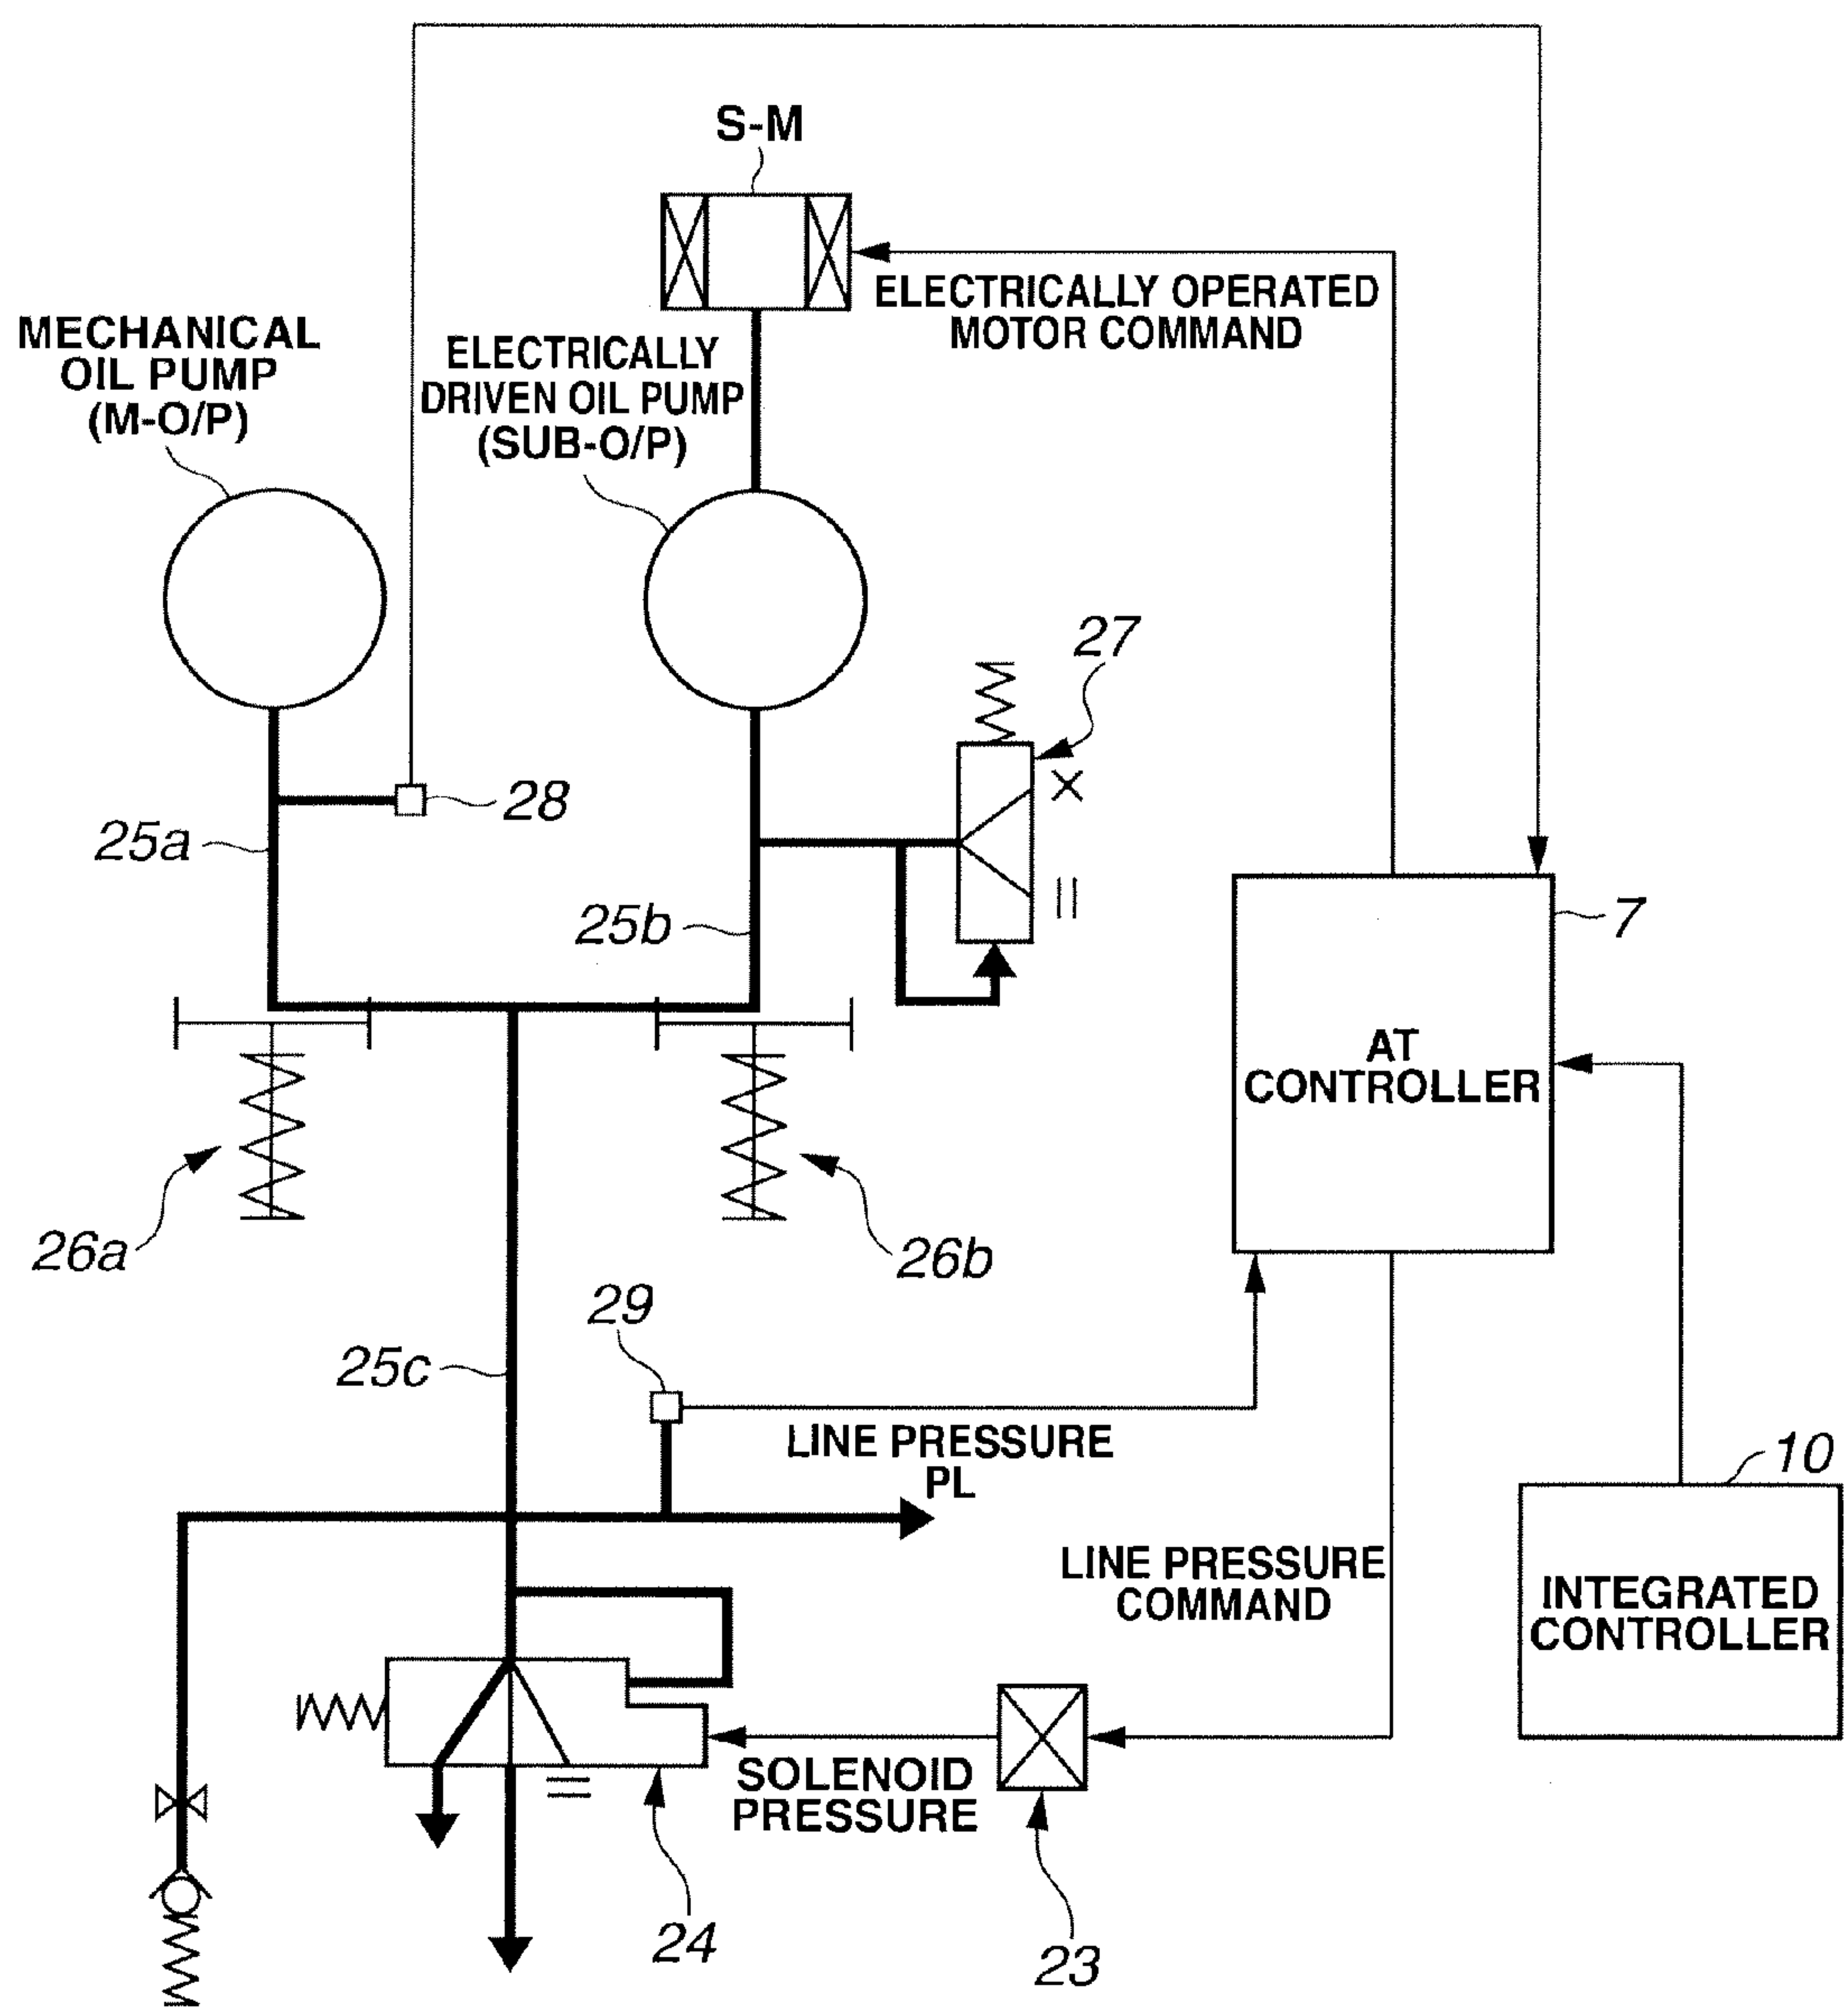 S-M
ELECTRICALLY OPERATED
MOTOR COMMAND
MECHANICAL
OIL PUMP
(M-O/P)
ELECTRICALLY
DRIVEN OIL PUMP
(SUB-O/P)
27
28
25a
25b
7
AT
CONTROLLER
26a
26b
29
25c
LINE PRESSURE
PL
10
LINE PRESSURE
COMMAND
INTEGRATED
CONTROLLER
SOLENOID
PRESSURE
24
23